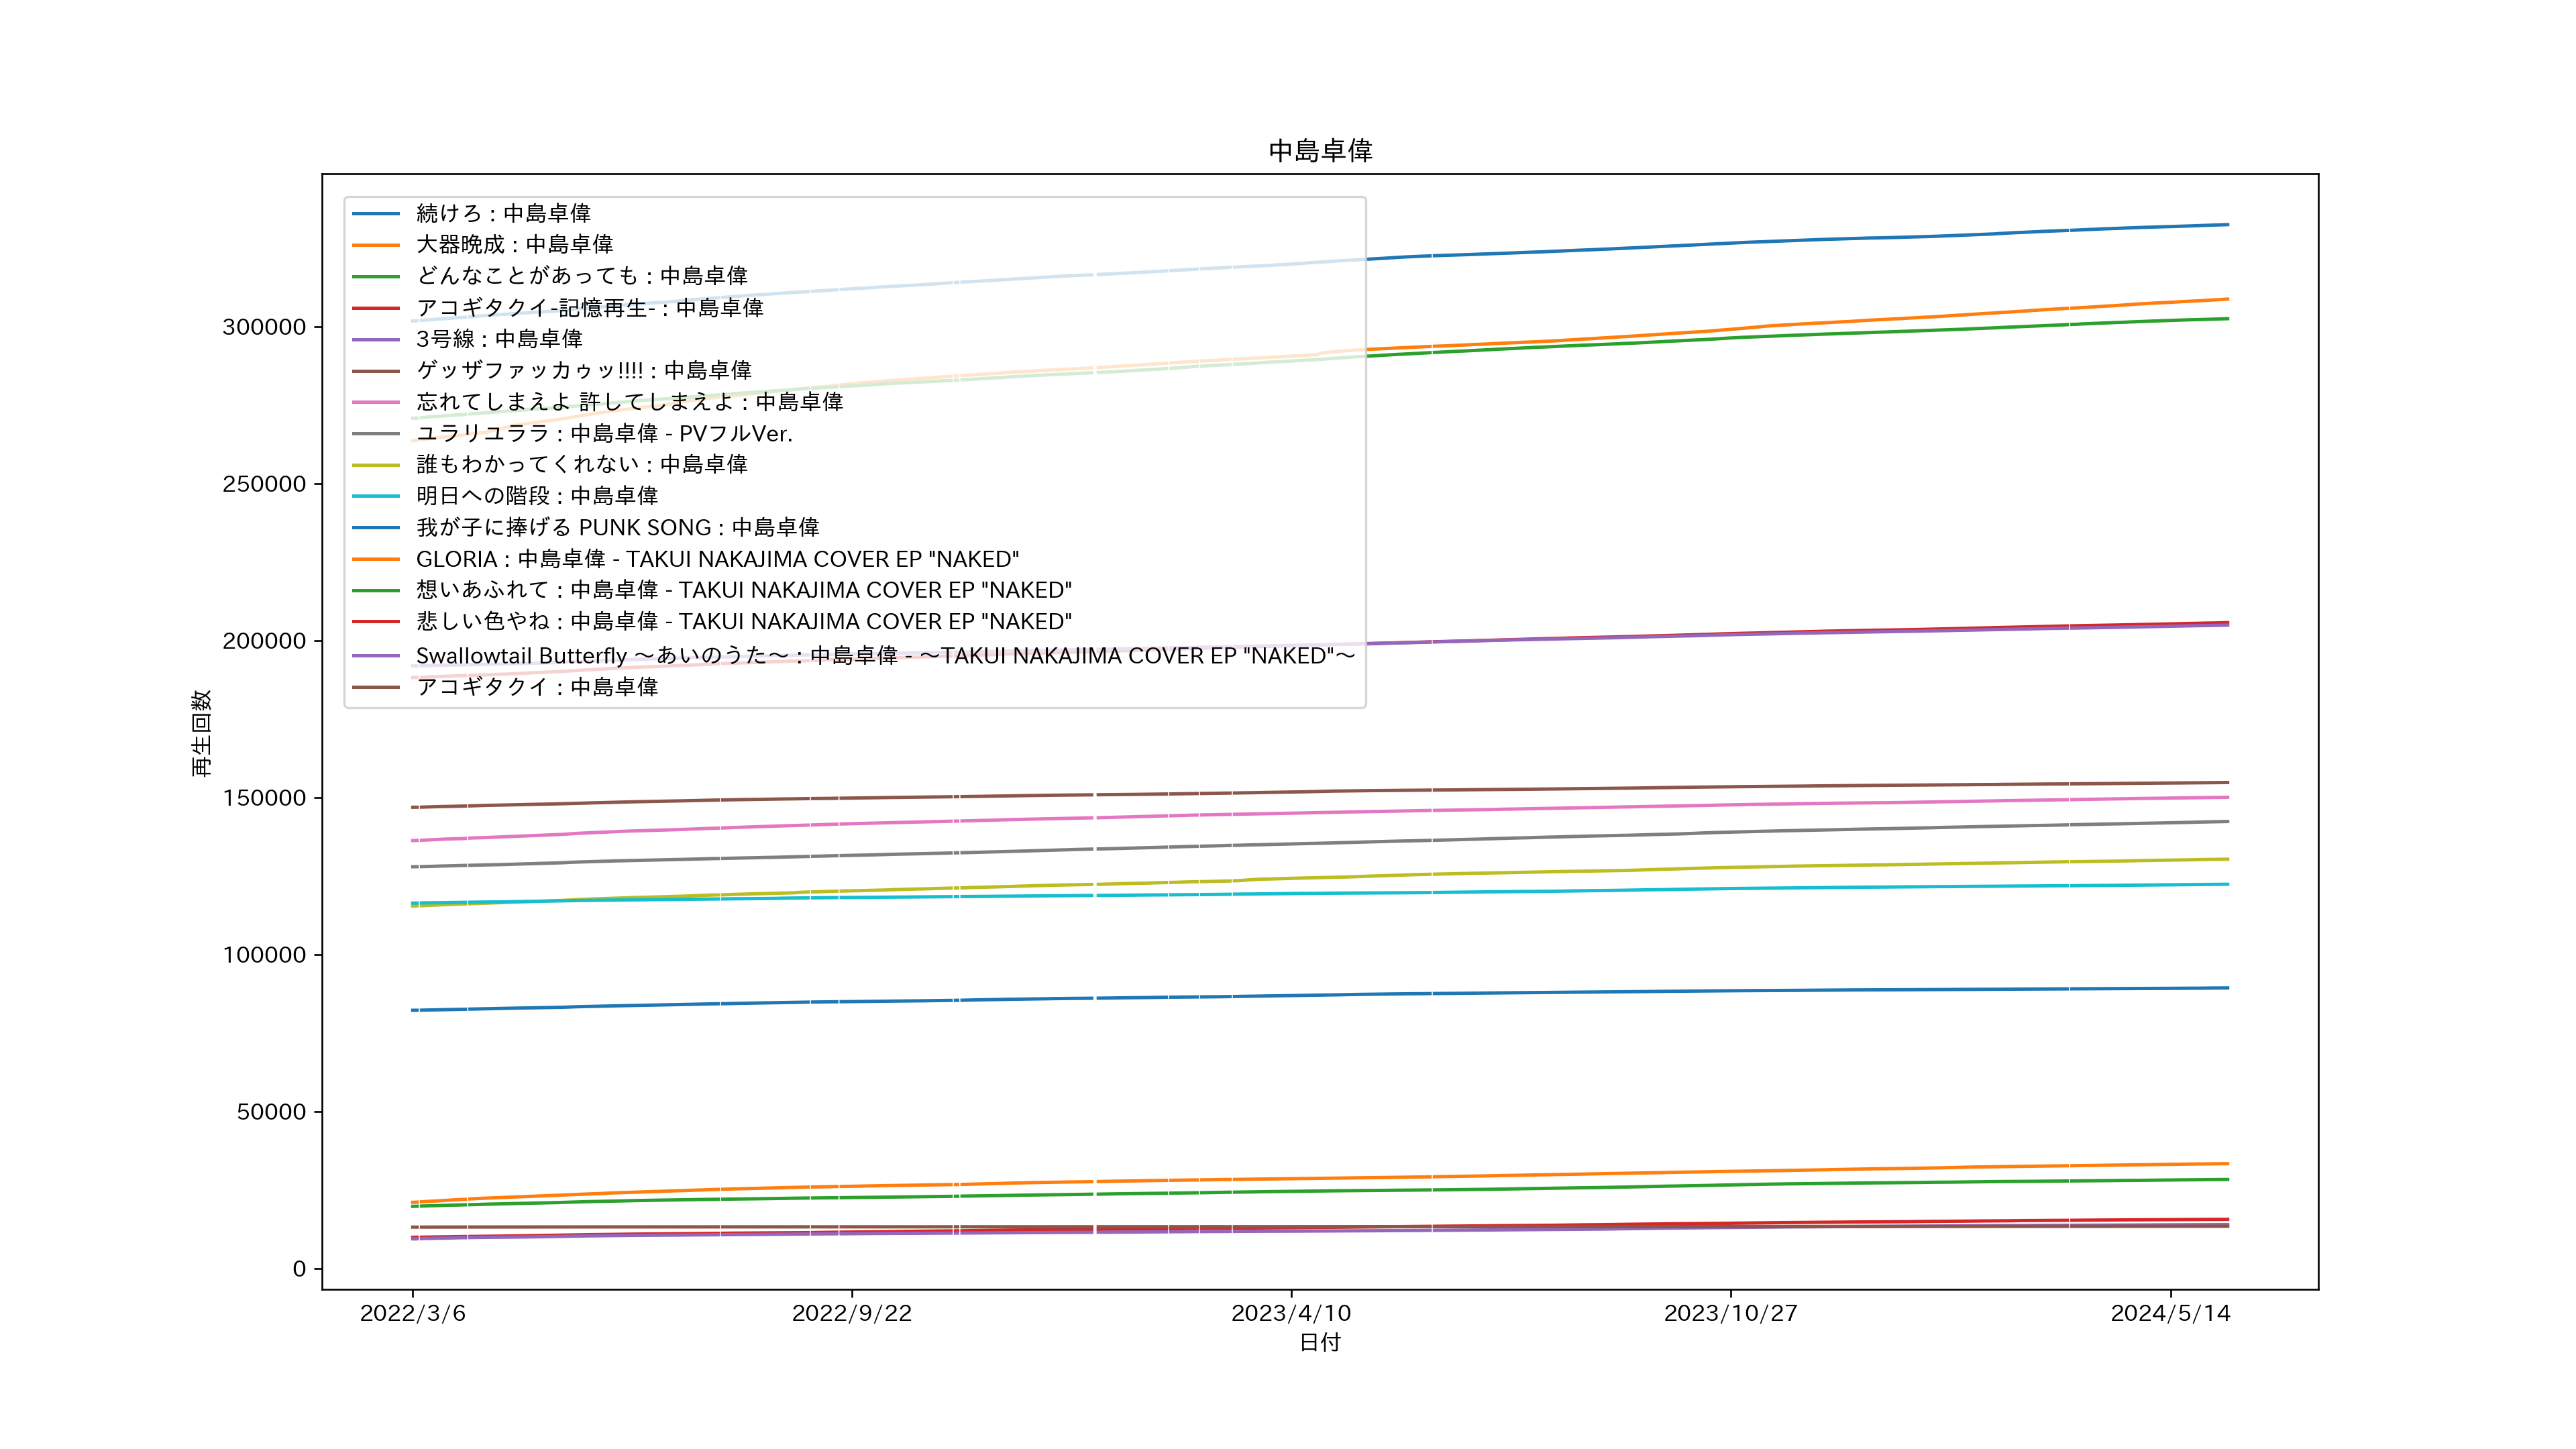 中島卓偉
続けろ : 中島卓偉
大器晩成 : 中島卓偉
どんなことがあっても : 中島卓偉
アコギタクイ-記憶再生- : 中島卓偉
3号線 : 中島卓偉
ゲッザファッカゥッ!!!! : 中島卓偉
忘れてしまえよ 許してしまえよ : 中島卓偉
ユラリユララ : 中島卓偉 - PVフルVer.
誰もわかってくれない : 中島卓偉
明日への階段 : 中島卓偉
我が子に捧げる PUNK SONG : 中島卓偉
GLORIA : 中島卓偉 - TAKUI NAKAJIMA COVER EP "NAKED"
想いあふれて : 中島卓偉 - TAKUI NAKAJIMA COVER EP "NAKED"
悲しい色やね : 中島卓偉 - TAKUI NAKAJIMA COVER EP "NAKED"
Swallowtail Butterfly 〜あいのうた〜 : 中島卓偉 - 〜TAKUI NAKAJIMA COVER EP "NAKED"〜
アコギタクイ : 中島卓偉
再生回数
300000
250000
200000
150000
100000
50000
0
2022/3/6
2022/9/22
2023/4/10
2023/10/27
2024/5/14
日付